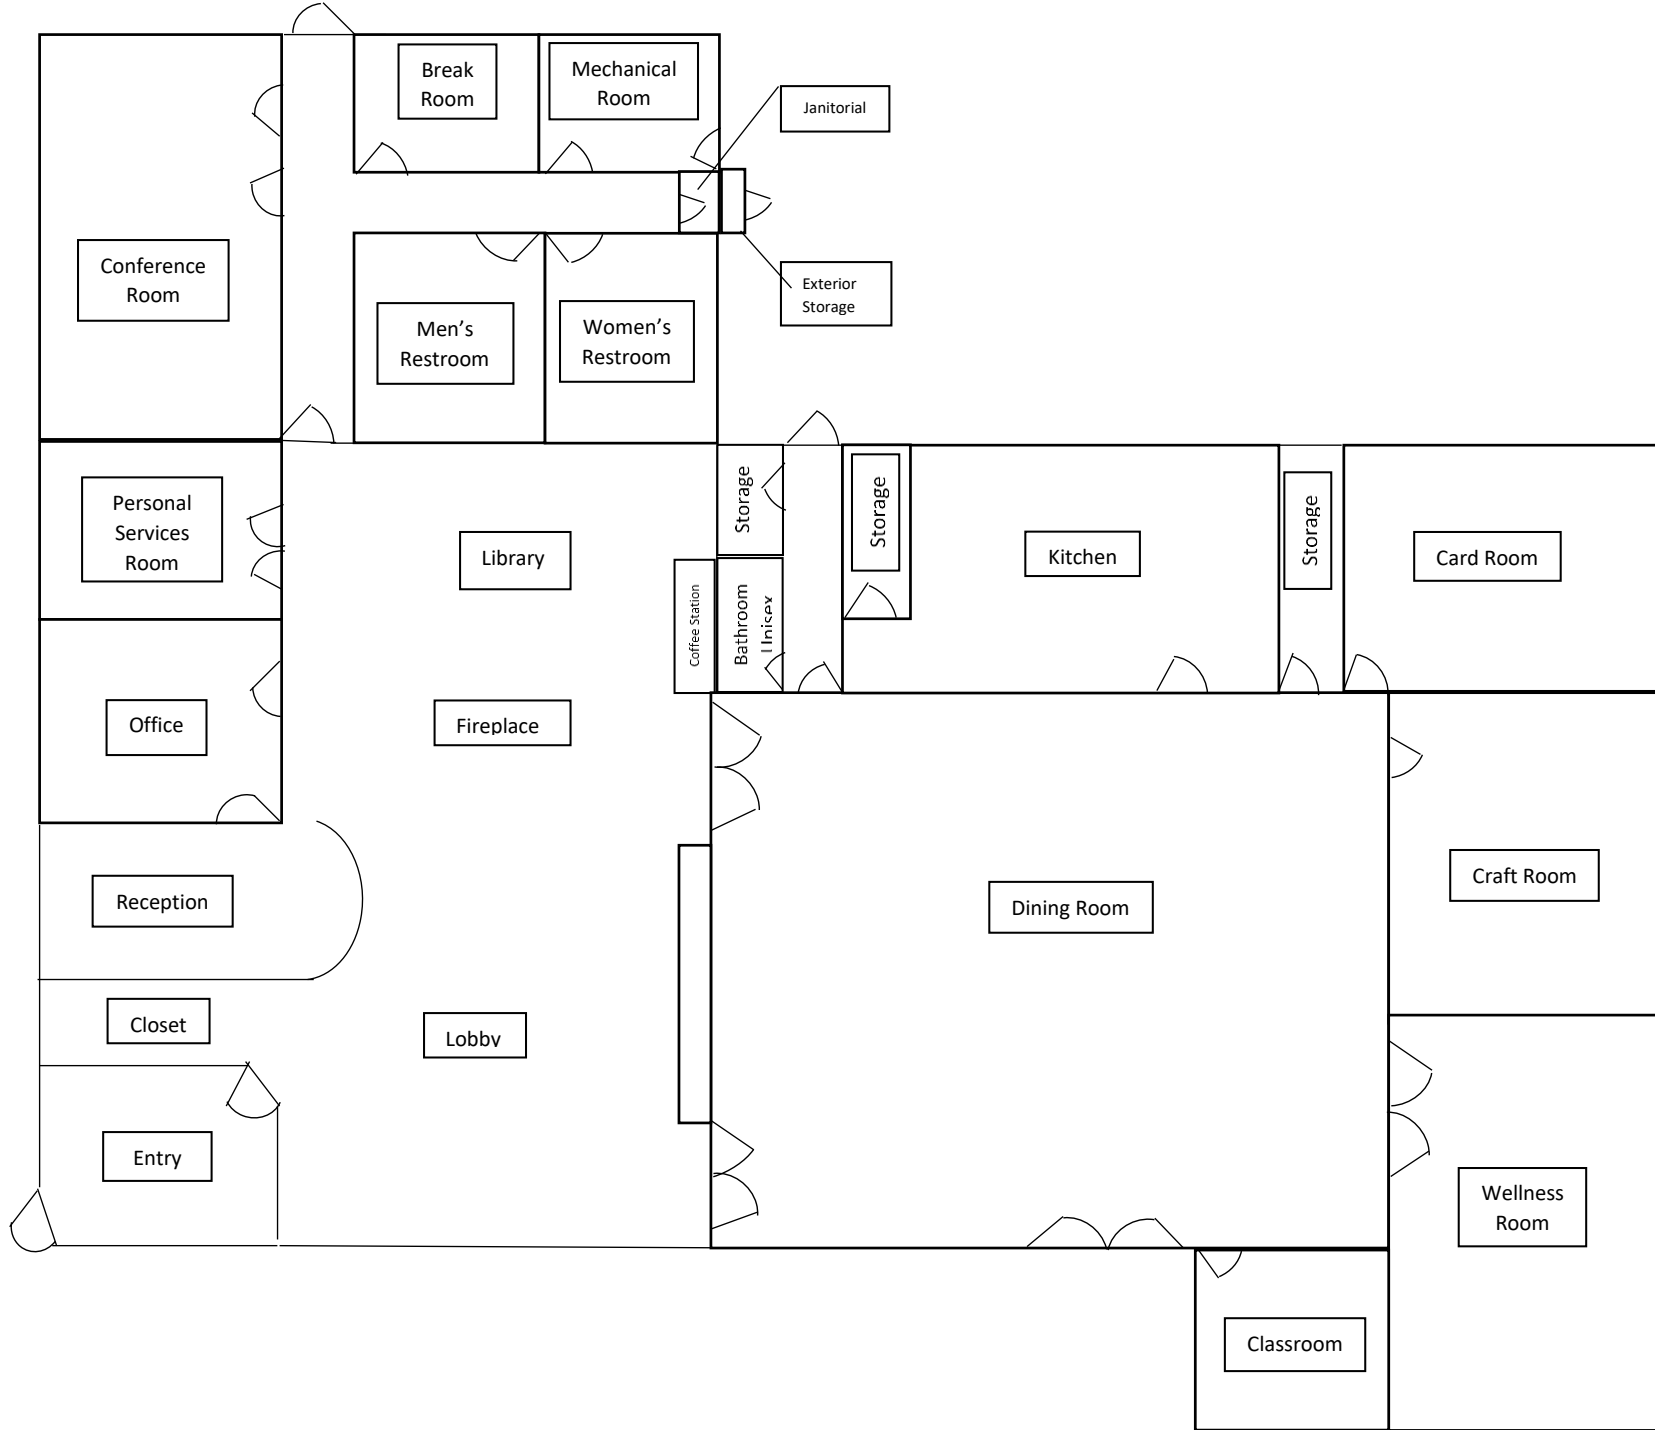 Break
Room
Mechanical
Room
Janitorial
Conference
Room
Exterior
Storage
Men's
Restroom
Women's
Restroom
Personal
Services
Room
Library
Storage
Storage
Kitchen
Storage
Card Room
Coffee Station
Bathroom
Unisex
Office
Fireplace
Reception
Dining Room
Craft Room
Closet
Lobby
Entry
Wellness
Room
Classroom